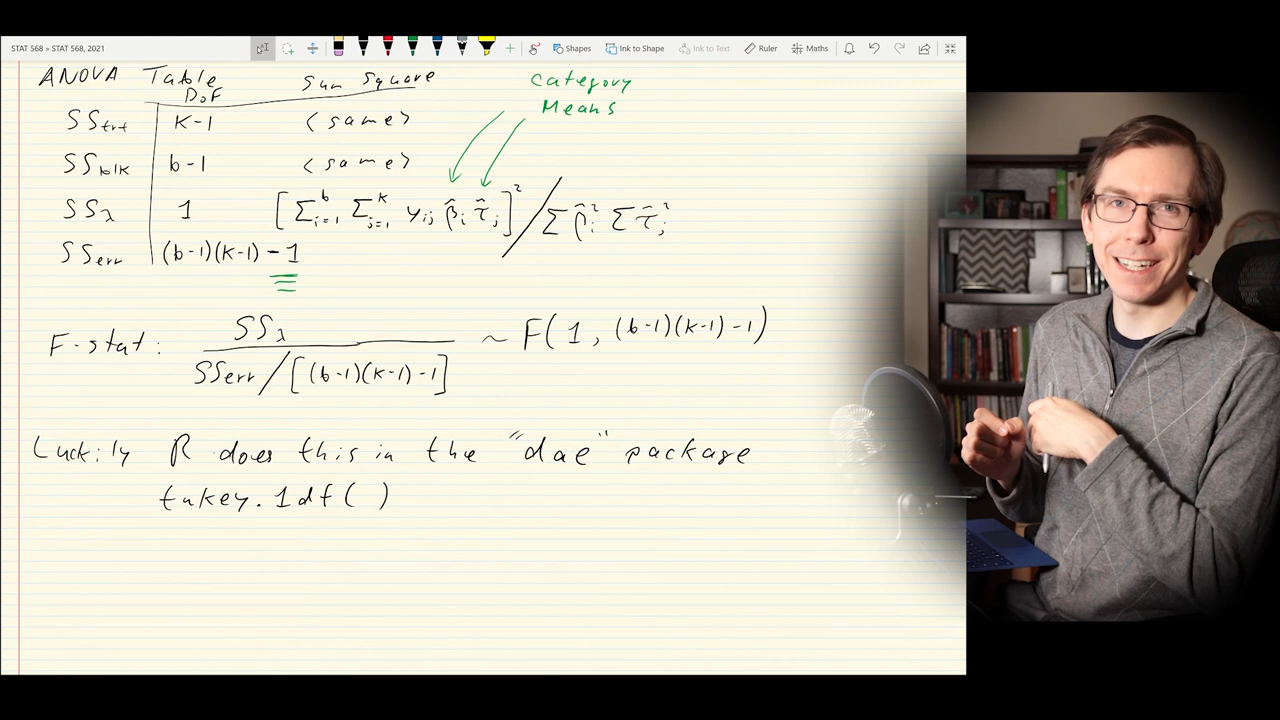 STAT 568 » STAT 568, 2021
Shapes Ink to Shape Ink to Text Ruler Maths
ANOVA Table
DoF Sum Square
Category
Means
SStrt K-1 <same>
SSblk b-1 <same>
SSλ 1 [Σ_{i=1}^{b} Σ_{j=1}^{K} y_{ij} β̂_i τ̂_j]² / Σ β̂_i² Σ τ̂_j²
SSerr (b-1)(k-1) - 1
F-stat: SSλ / (SSerr / [(b-1)(k-1)-1]) ~ F(1, (b-1)(k-1)-1)
Luckily R does this in the "dae" package
tukey.1df( )